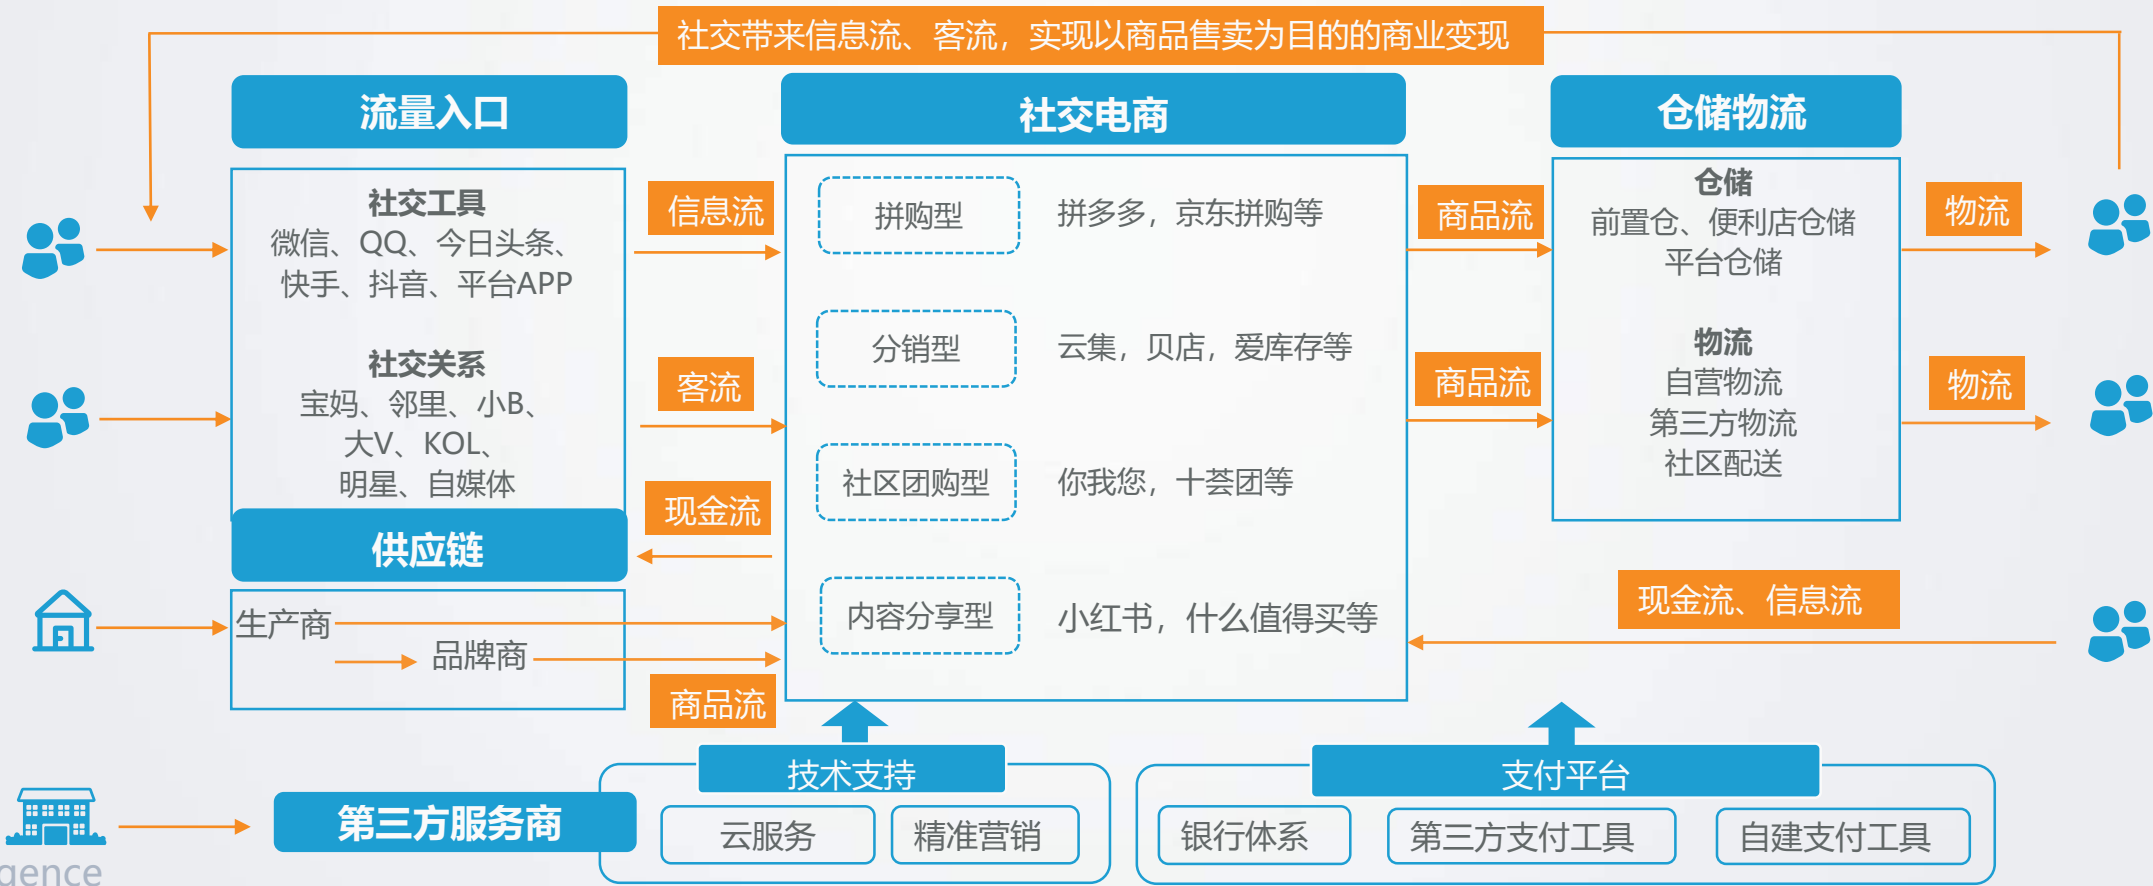 社交带来信息流、客流，实现以商品售卖为目的的商业变现
流量入口
社交工具
微信、QQ、今日头条、
快手、抖音、平台APP
社交关系
宝妈、邻里、小B、
大V、KOL、
明星、自媒体
供应链
生产商
品牌商
信息流
客流
现金流
商品流
社交电商
拼购型
拼多多，京东拼购等
分销型
云集，贝店，爱库存等
社区团购型
你我您，十荟团等
内容分享型
小红书，什么值得买等
商品流
商品流
仓储物流
仓储
前置仓、便利店仓储
平台仓储
物流
自营物流
第三方物流
社区配送
物流
物流
现金流、信息流
第三方服务商
技术支持
云服务
精准营销
支付平台
银行体系
第三方支付工具
自建支付工具
gence